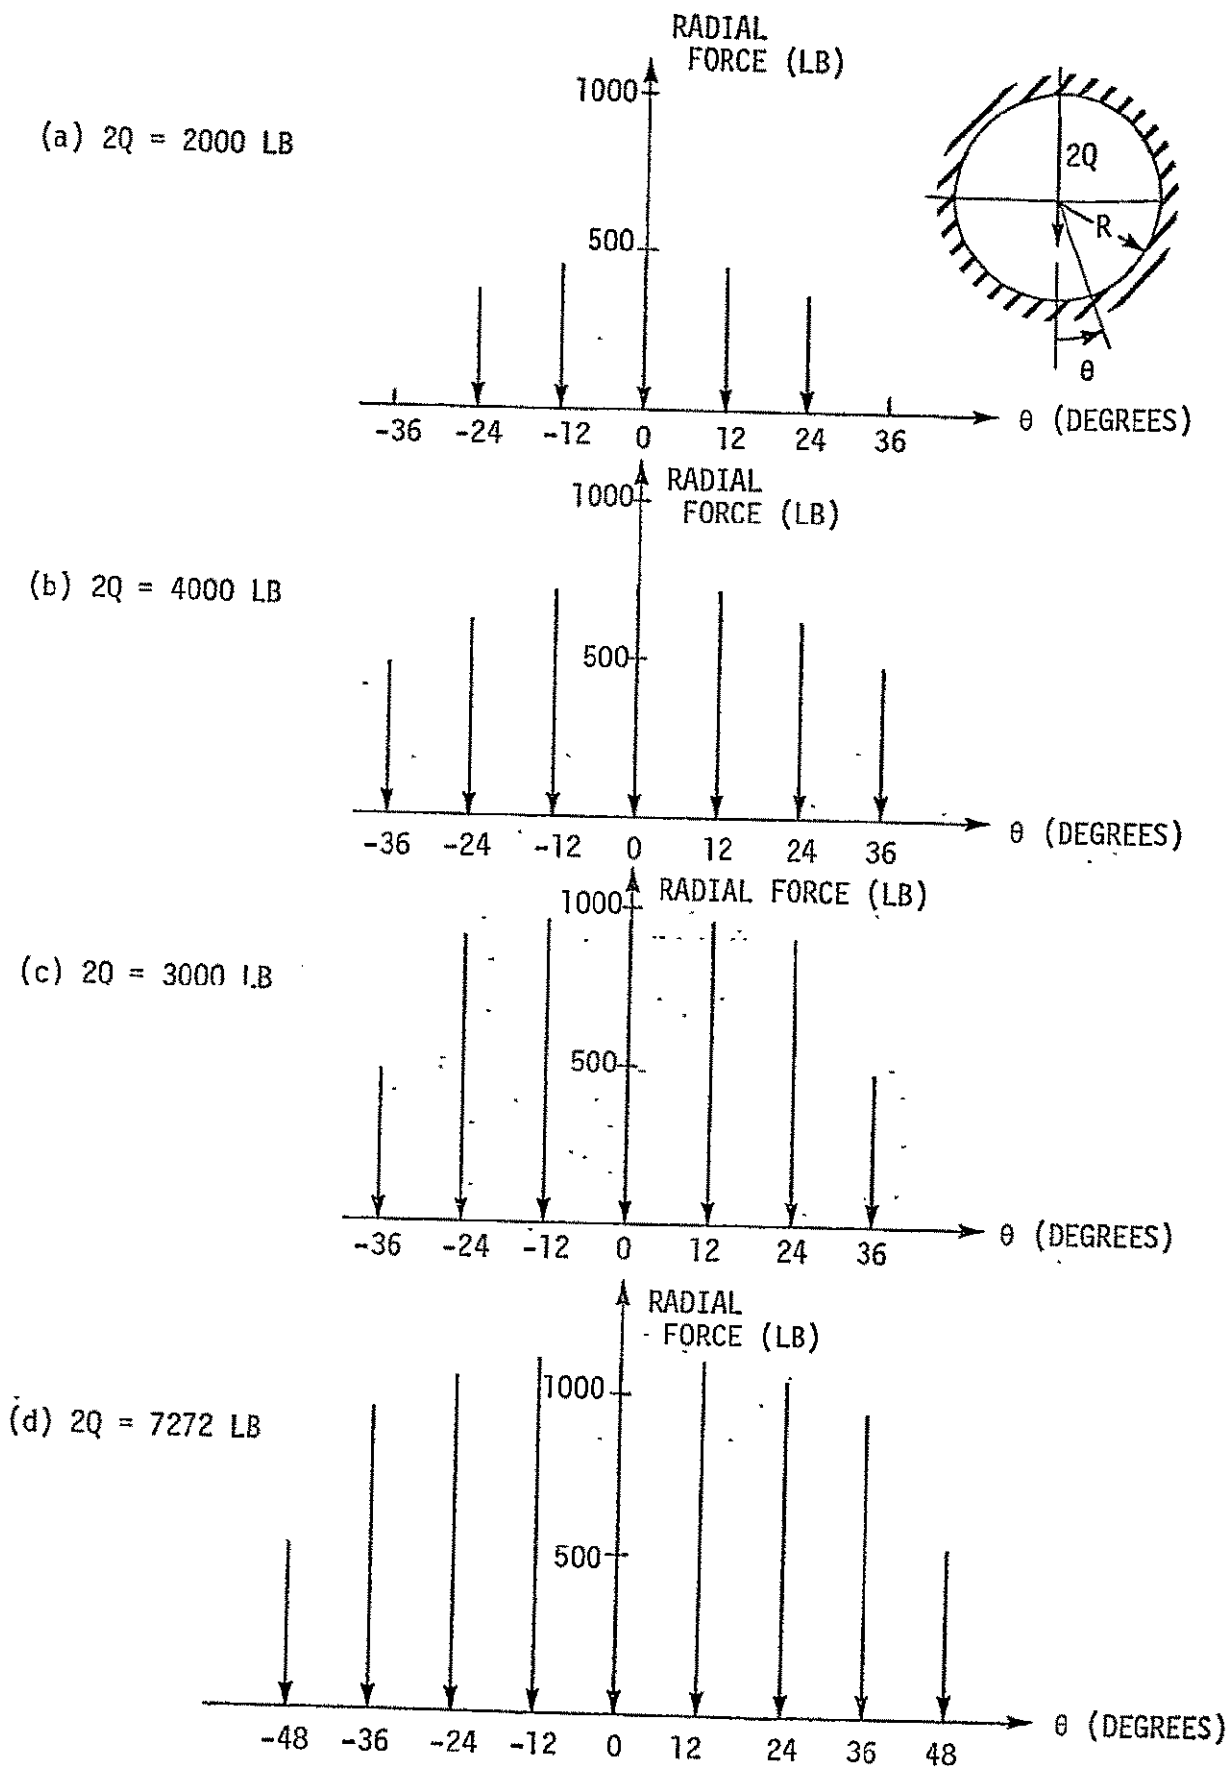 RADIAL
FORCE (LB)
1000
(a) 2Q = 2000 LB
2Q
500
R
θ
-36 -24 -12 0 12 24 36 θ (DEGREES)
RADIAL
1000
FORCE (LB)
(b) 2Q = 4000 LB
500
-36 -24 -12 0 12 24 36 θ (DEGREES)
RADIAL FORCE (LB)
1000
(c) 2Q = 3000 LB
500
-36 -24 -12 0 12 24 36 θ (DEGREES)
RADIAL
FORCE (LB)
1000
(d) 2Q = 7272 LB
500
-48 -36 -24 -12 0 12 24 36 48 θ (DEGREES)